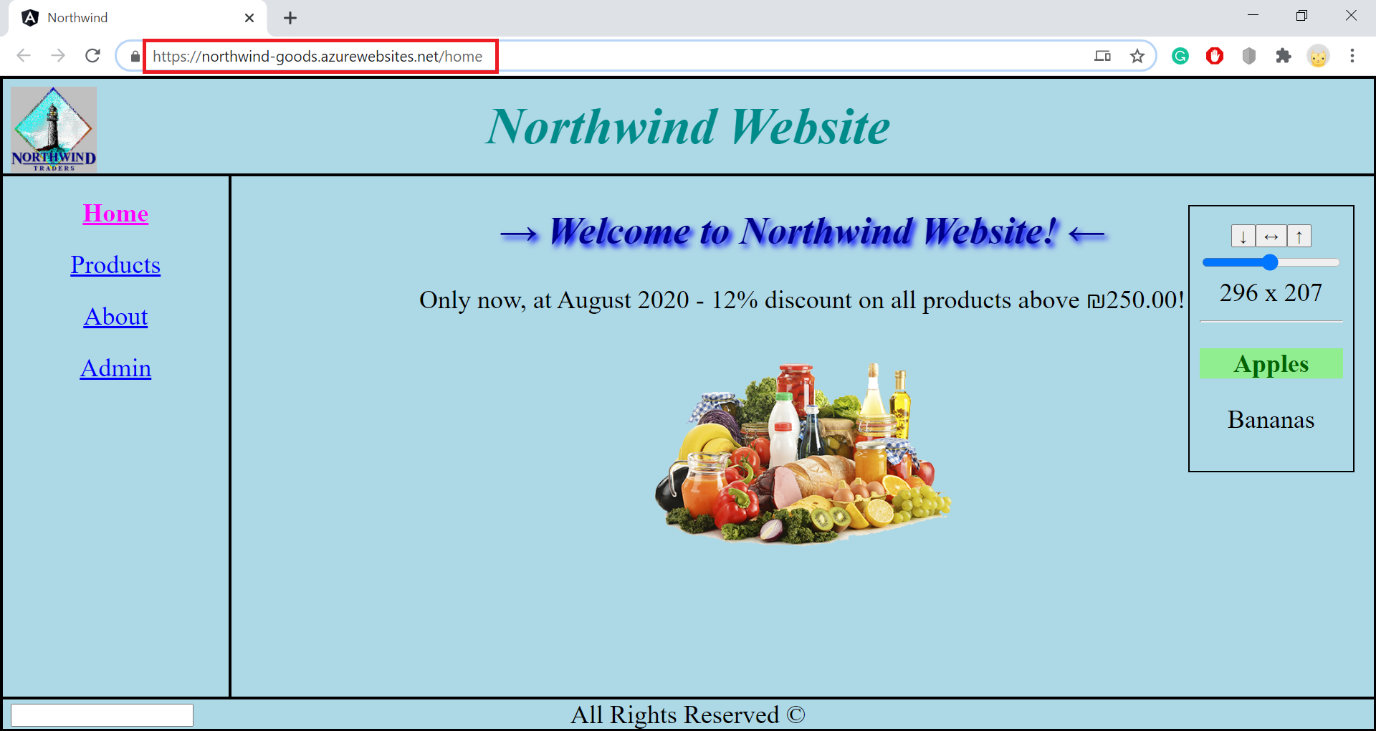 Northwind
https://northwind-goods.azurewebsites.net/home
NORTHWIND
TRADERS
Northwind Website
Home
Products
About
Admin
→ Welcome to Northwind Website! ←
Only now, at August 2020 - 12% discount on all products above ₪250.00!
↓ ↔ ↑
296 x 207
Apples
Bananas
All Rights Reserved ©